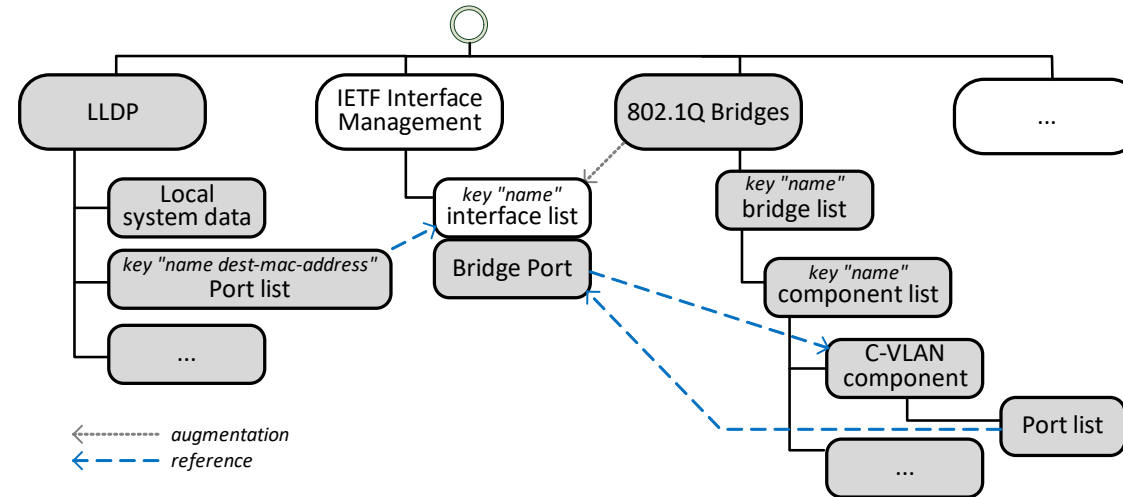 LLDP
IETF Interface
Management
802.1Q Bridges
...
Local
system data
key "name"
interface list
key "name"
bridge list
key "name dest-mac-address"
Port list
Bridge Port
key "name"
component list
...
C-VLAN
component
Port list
...
augmentation
reference